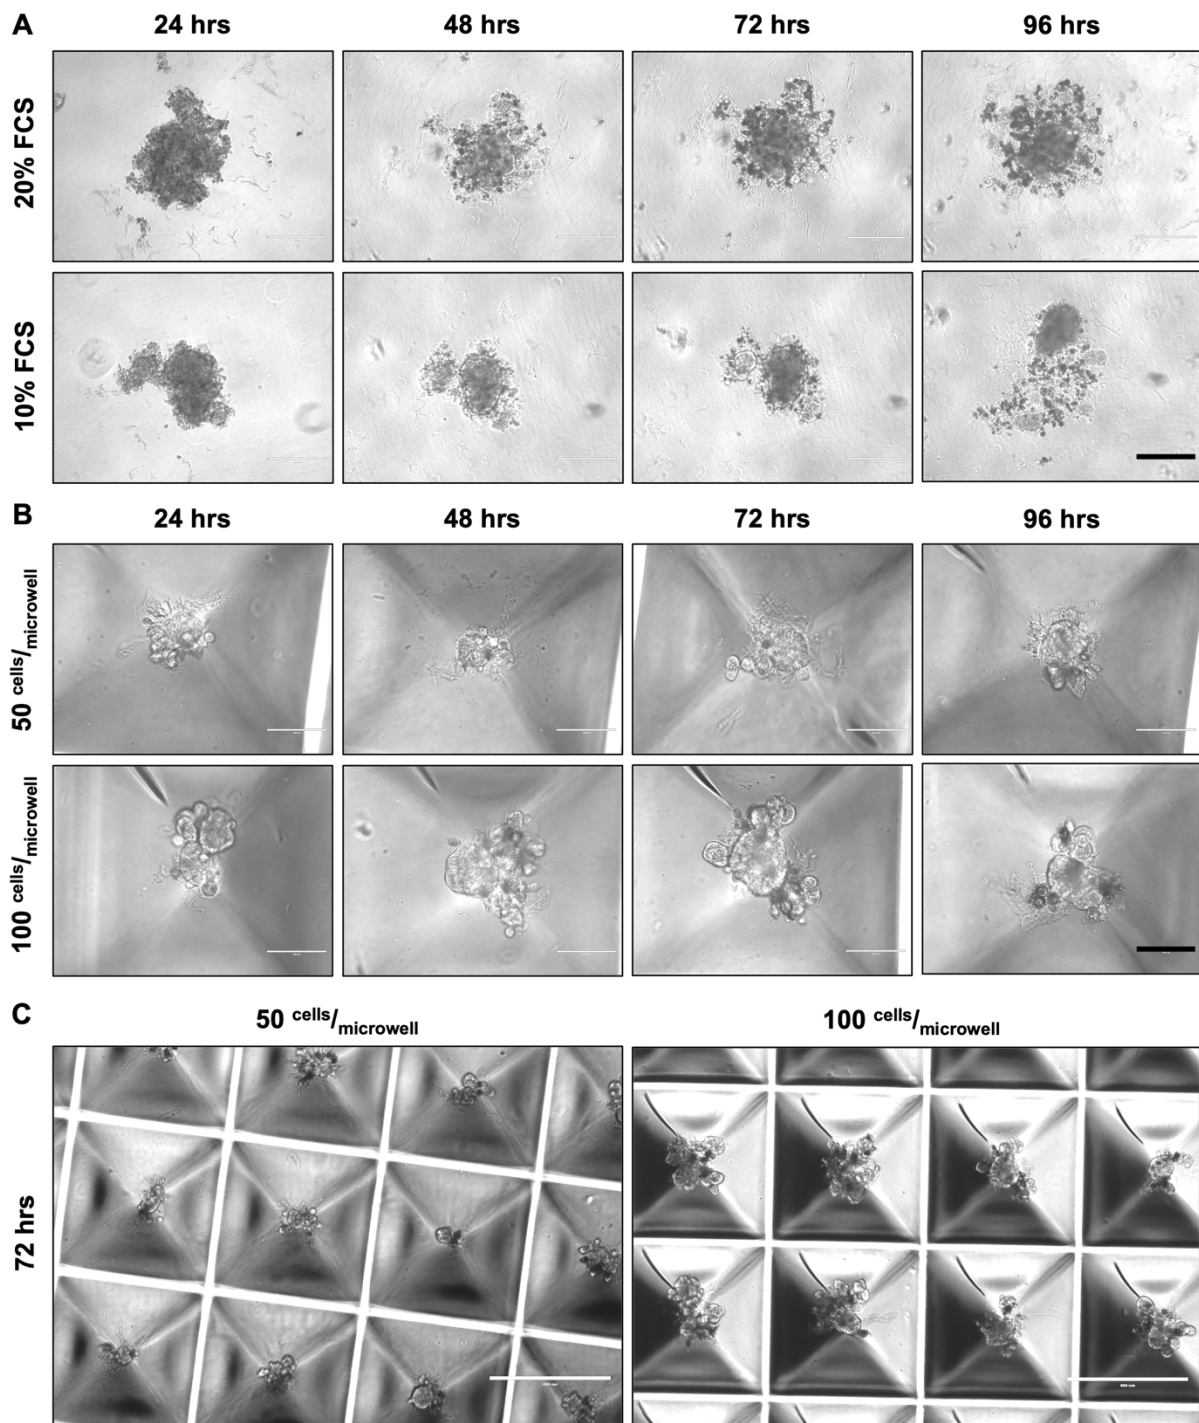 A
24 hrs 48 hrs 72 hrs 96 hrs
20% FCS
10% FCS
B
24 hrs 48 hrs 72 hrs 96 hrs
50 cells/microwell
100 cells/microwell
C
50 cells/microwell 100 cells/microwell
72 hrs